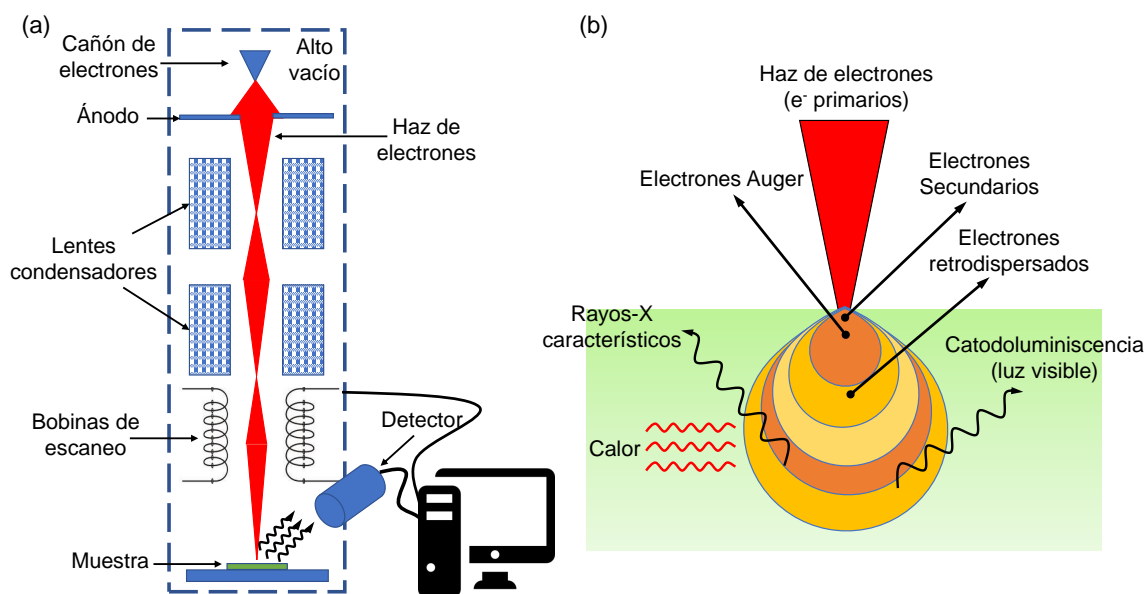 (a)
Cañón de
electrones
Alto
vacío
Ánodo
Haz de
electrones
Lentes
condensadores
Bobinas de
escaneo
Detector
Muestra
(b)
Haz de electrones
(e- primarios)
Electrones Auger
Electrones
Secundarios
Electrones
retrodispersados
Rayos-X
característicos
Catodoluminiscencia
(luz visible)
Calor